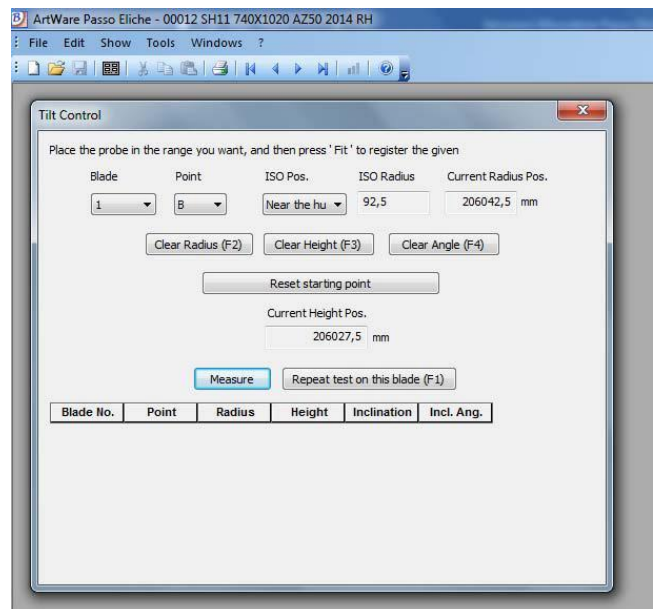 ArtWare Passo Eliche - 00012 SH11 740X1020 AZ50 2014 RH
File Edit Show Tools Windows ?
Tilt Control
Place the probe in the range you want, and then press ' Fit ' to register the given
Blade Point ISO Pos. ISO Radius Current Radius Pos.
1 B Near the hu 92,5 206042,5 mm
Clear Radius (F2) Clear Height (F3) Clear Angle (F4)
Reset starting point
Current Height Pos.
206027,5 mm
Measure Repeat test on this blade (F1)
Blade No. Point Radius Height Inclination Incl. Ang.